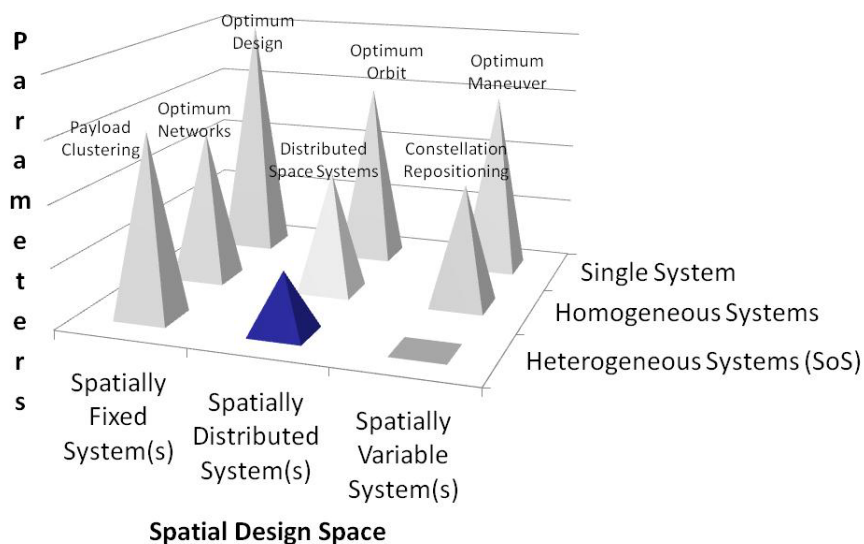 Parameters
Optimum
Design
Optimum
Orbit
Optimum
Maneuver
Payload
Clustering
Optimum
Networks
Distributed
Space Systems
Constellation
Repositioning
Single System
Homogeneous Systems
Heterogeneous Systems (SoS)
Spatially
Fixed
System(s)
Spatially
Distributed
System(s)
Spatially
Variable
System(s)
Spatial Design Space